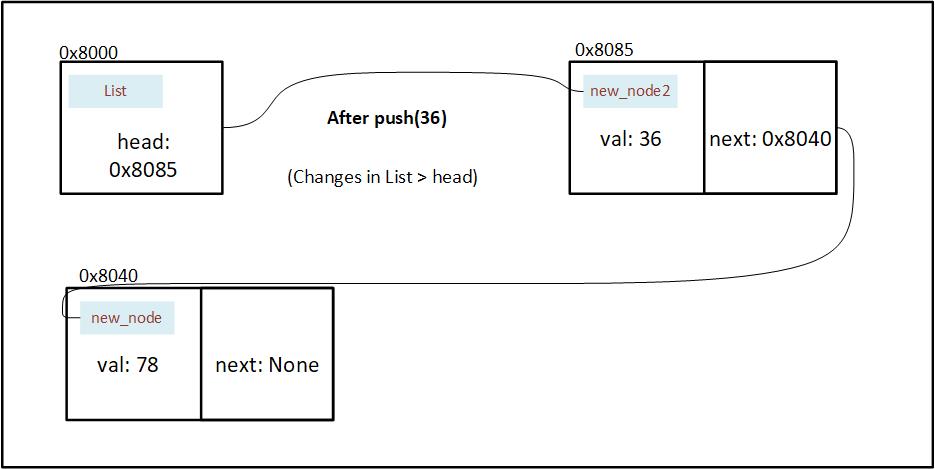 0x8000
List
head:
0x8085
After push(36)
(Changes in List > head)
0x8085
new_node2
val: 36
next: 0x8040
0x8040
new_node
val: 78
next: None